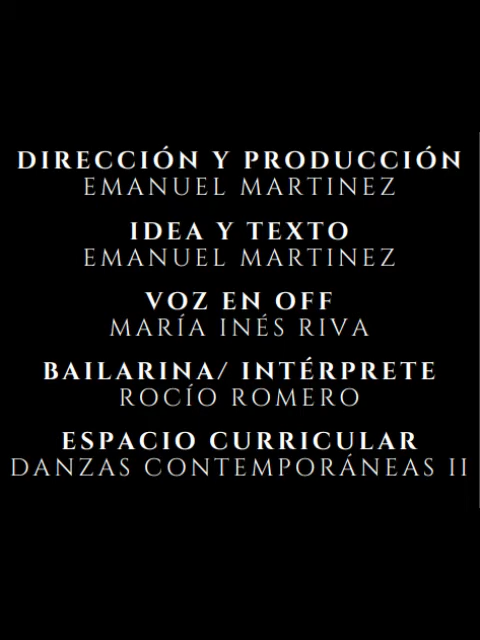 DIRECCIÓN Y PRODUCCIÓN
EMANUEL MARTINEZ
IDEA Y TEXTO
EMANUEL MARTINEZ
VOZ EN OFF
MARÍA INÉS RIVA
BAILARINA/ INTÉRPRETE
ROCÍO ROMERO
ESPACIO CURRICULAR
DANZAS CONTEMPORÁNEAS II